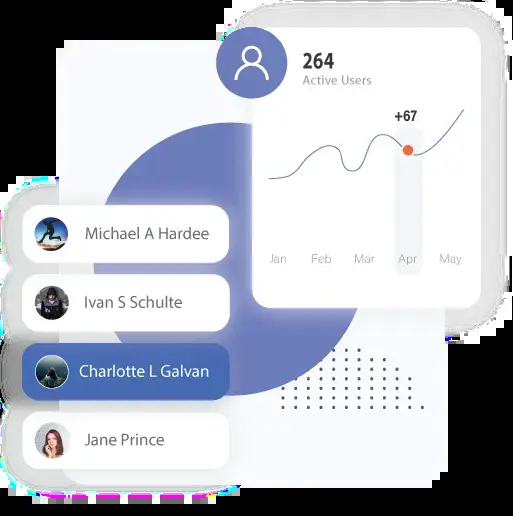 264
Active Users
+67
Jan Feb Mar Apr May
Michael A Hardee
Ivan S Schulte
Charlotte L Galvan
Jane Prince